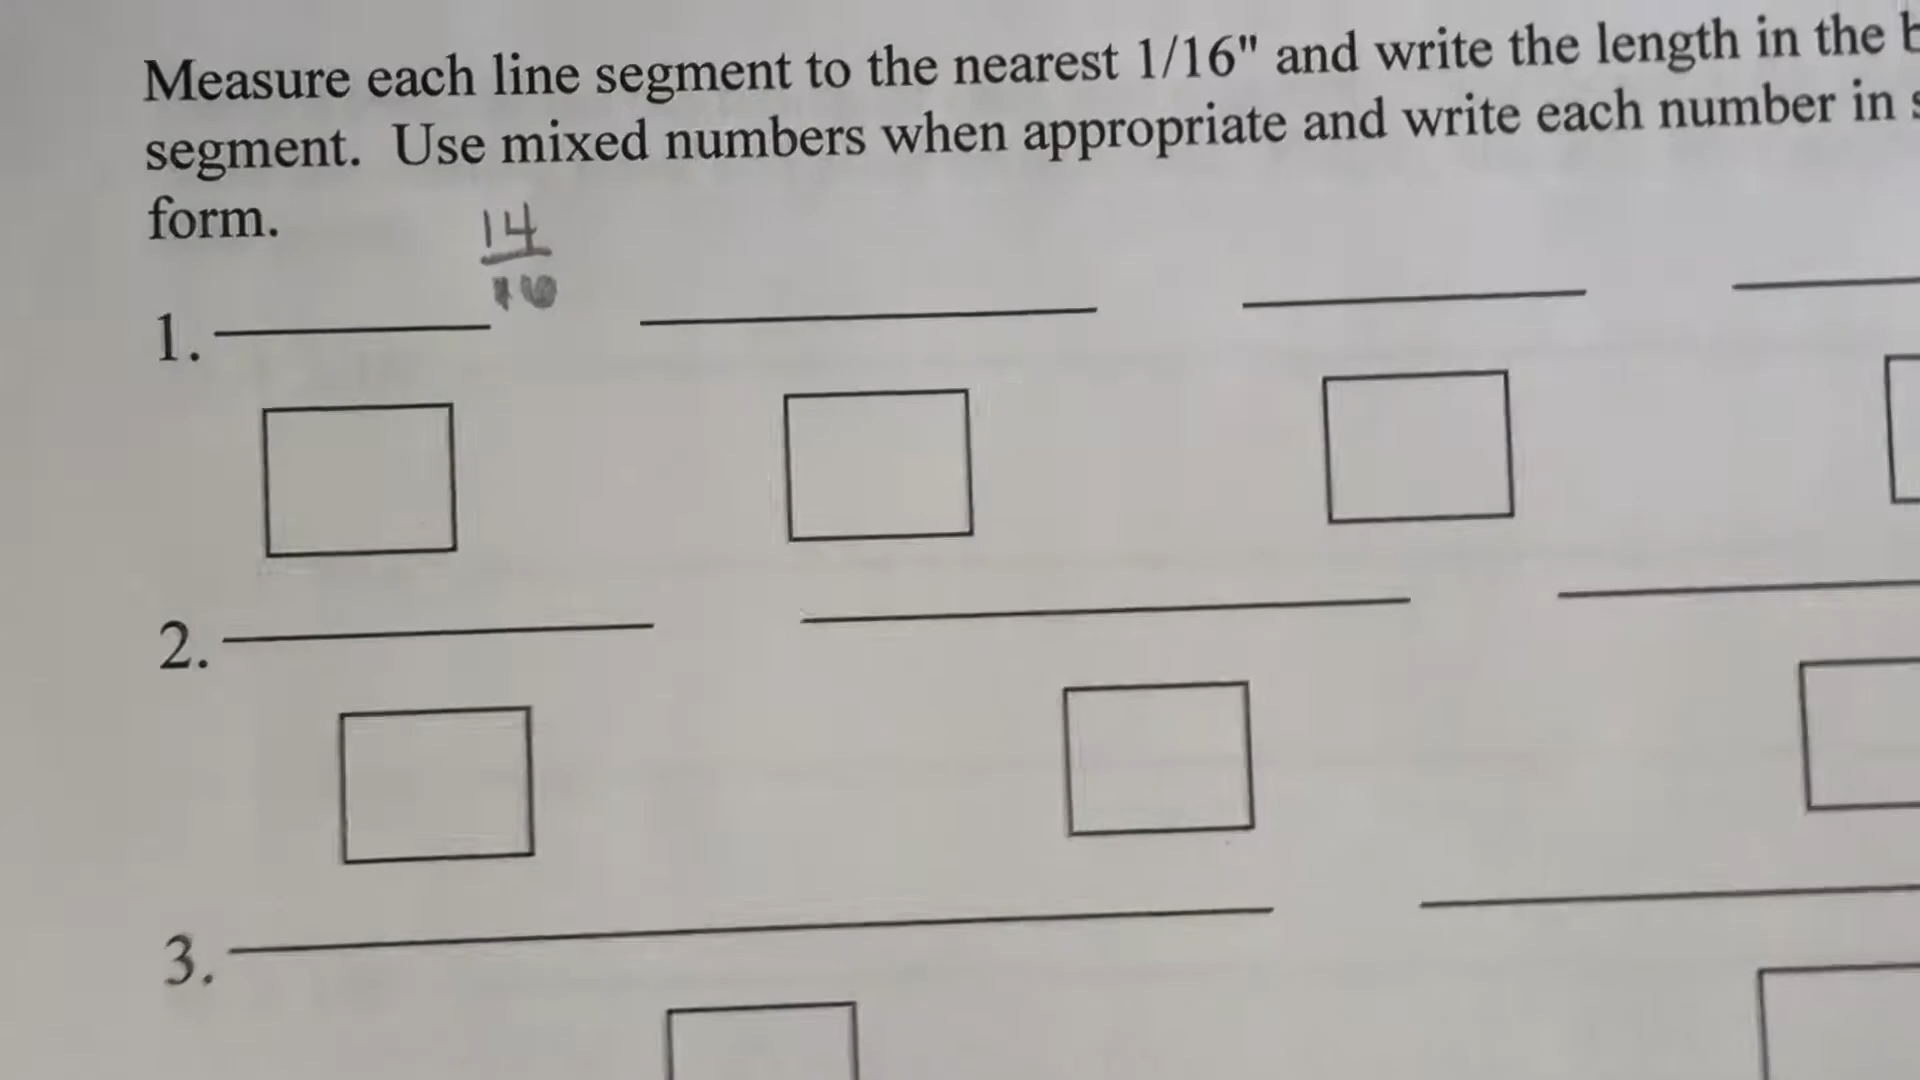 Measure each line segment to the nearest 1/16" and write the length in the
segment. Use mixed numbers when appropriate and write each number in
form.
14
16
1.
2.
3.